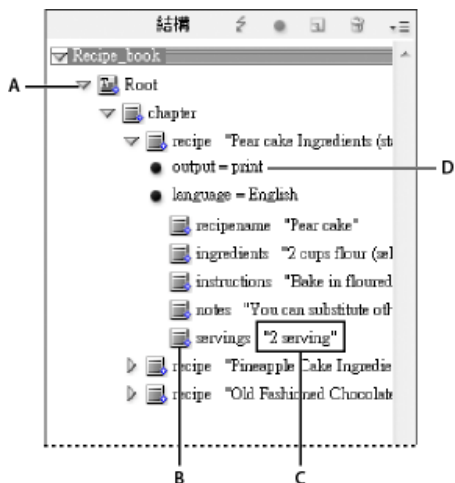 結構
Recipe_book
A
Root
chapter
recipe "Pear cake Ingredients (st
output = print
D
language = English
recipename "Pear cake"
ingredients "2 cups flour (sel
instructions "Bake in floured
notes "You can substitute oth
servings "2 serving"
recipe "Pineapple Cake Ingredie
recipe "Old Fashioned Chocolate
B
C